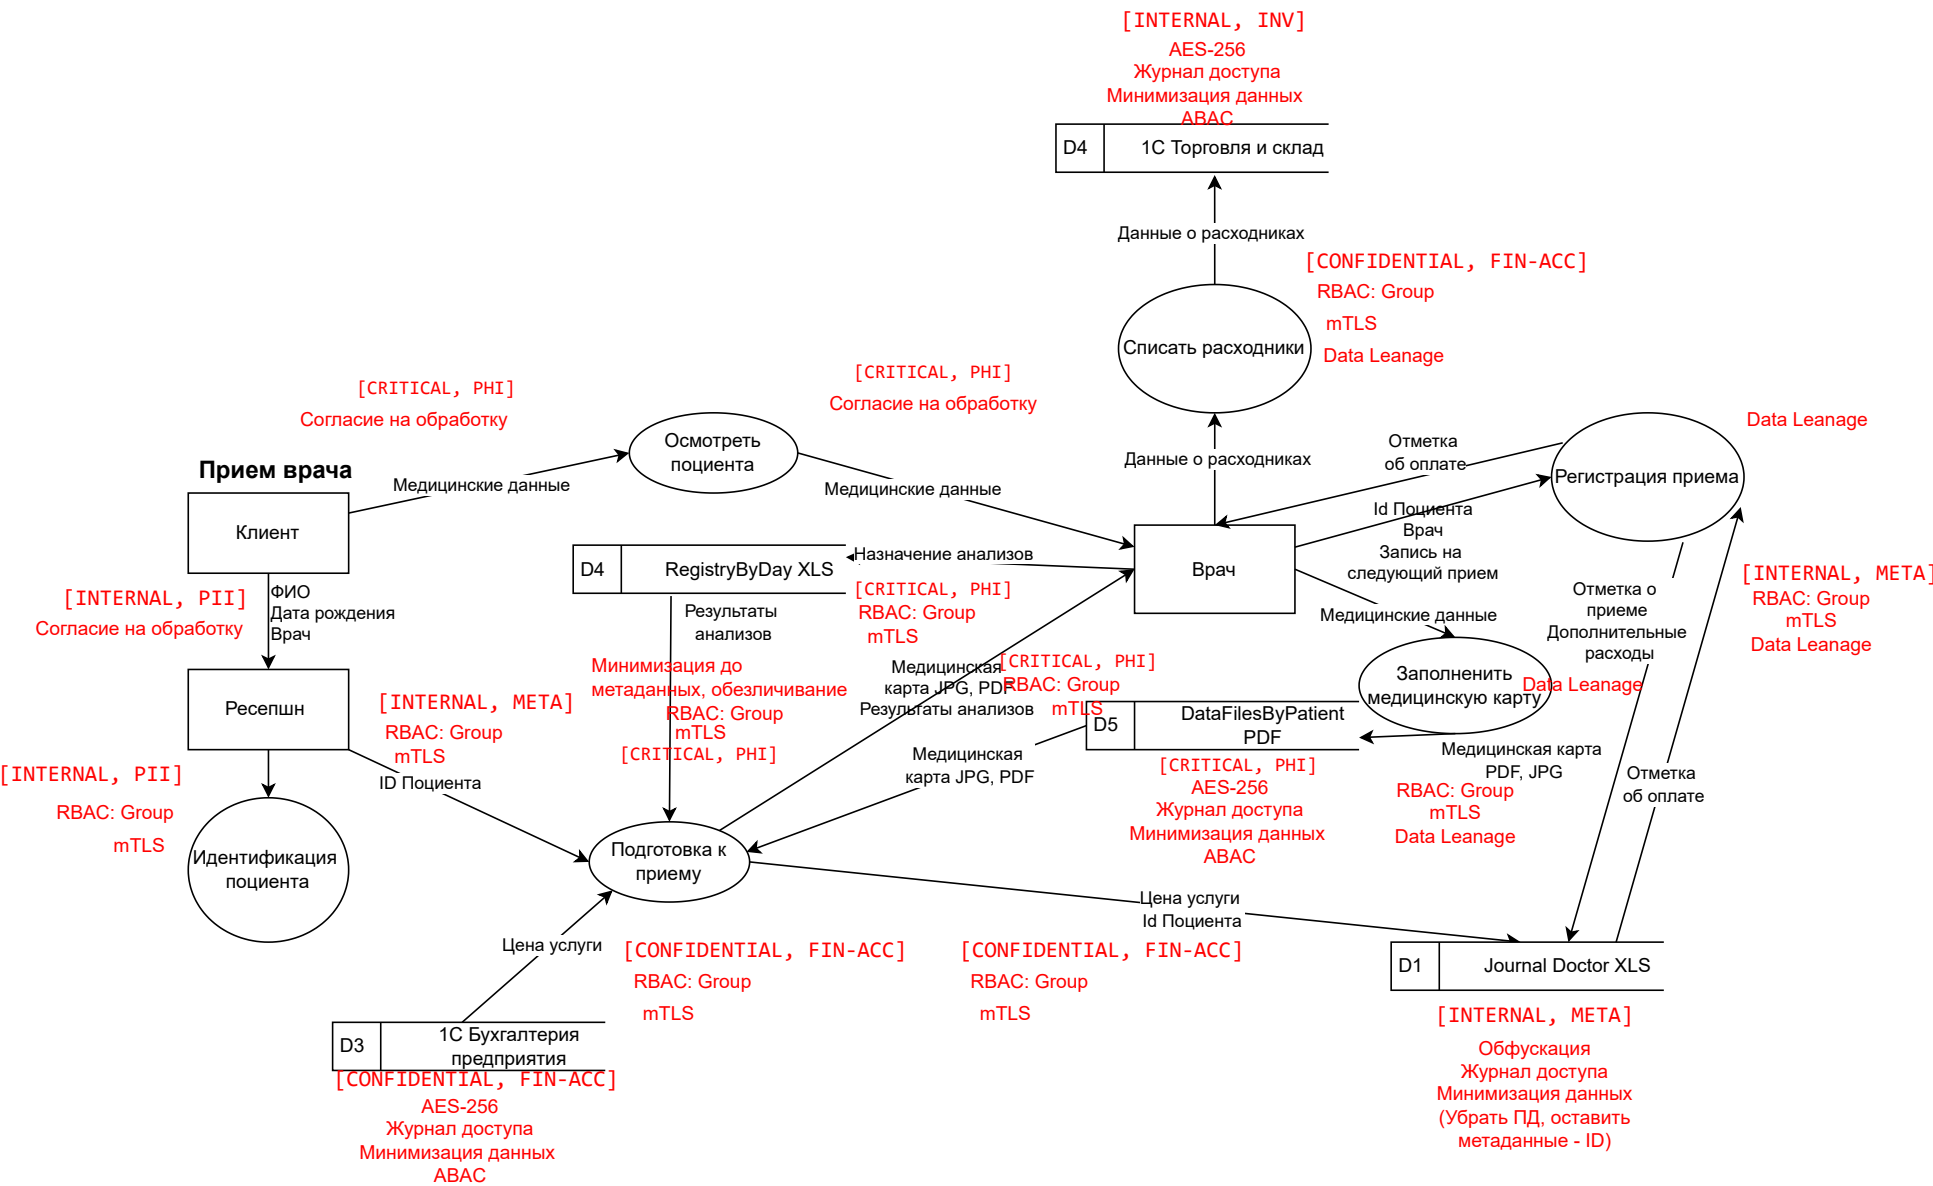 [INTERNAL, INV]
AES-256
Журнал доступа
Минимизация данных
ABAC
D4
1С Торговля и склад
Данные о расходниках
[CONFIDENTIAL, FIN-ACC]
RBAC: Group
mTLS
Data Leanage
Списать расходники
Данные о расходниках
[CRITICAL, PHI]
Согласие на обработку
[CRITICAL, PHI]
Согласие на обработку
Прием врача
Клиент
Медицинские данные
Осмотреть
поциента
Медицинские данные
Отметка
об оплате
Регистрация приема
Data Leanage
Id Поциента
Врач
Запись на
следующий прием
Врач
Назначение анализов
D4
RegistryByDay XLS
[CRITICAL, PHI]
RBAC: Group
mTLS
Результаты
анализов
ФИО
Дата рождения
Врач
[INTERNAL, PII]
Согласие на обработку
Ресепшн
[INTERNAL, META]
RBAC: Group
mTLS
ID Поциента
[INTERNAL, PII]
RBAC: Group
mTLS
Идентификация
поциента
Минимизация до
метаданных, обезличивание
RBAC: Group
mTLS
[CRITICAL, PHI]
Медицинская
карта JPG, PDF
Результаты анализов
[CRITICAL, PHI]
RBAC: Group
mTLS
Медицинские данные
Заполненить
медицинскую карту
Data Leanage
D5
DataFilesByPatient
PDF
Медицинская
карта JPG, PDF
[CRITICAL, PHI]
AES-256
Журнал доступа
Минимизация данных
ABAC
Медицинская карта
PDF, JPG
RBAC: Group
mTLS
Data Leanage
Отметка о
приеме
Дополнительные
расходы
[INTERNAL, META]
RBAC: Group
mTLS
Data Leanage
Отметка
об оплате
Подготовка к
приему
Цена услуги
Id Поциента
Цена услуги
[CONFIDENTIAL, FIN-ACC]
RBAC: Group
mTLS
[CONFIDENTIAL, FIN-ACC]
RBAC: Group
mTLS
D3
1С Бухгалтерия
предприятия
[CONFIDENTIAL, FIN-ACC]
AES-256
Журнал доступа
Минимизация данных
ABAC
D1
Journal Doctor XLS
[INTERNAL, META]
Обфускация
Журнал доступа
Минимизация данных
(Убрать ПД, оставить
метаданные - ID)